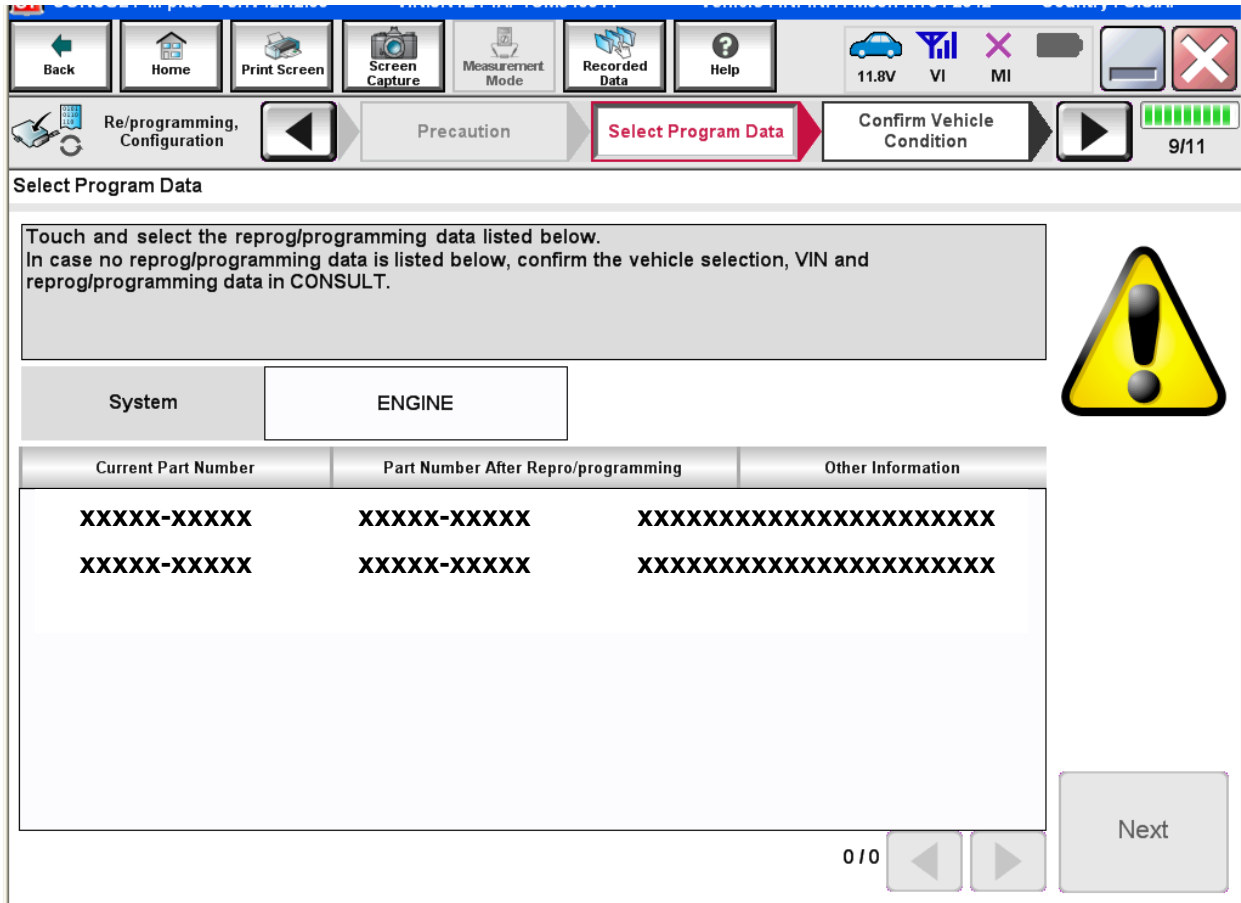 Back
Home
Print Screen
Screen Capture
Measurement Mode
Recorded Data
Help
11.8V
VI
MI
Re/programming, Configuration
Precaution
Select Program Data
Confirm Vehicle Condition
9/11
Select Program Data
Touch and select the reprog/programming data listed below.
In case no reprog/programming data is listed below, confirm the vehicle selection, VIN and
reprog/programming data in CONSULT.
System
ENGINE
Current Part Number
Part Number After Repro/programming
Other Information
XXXXX-XXXXX XXXXX-XXXXX XXXXXXXXXXXXXXXXXXXXXX
XXXXX-XXXXX XXXXX-XXXXX XXXXXXXXXXXXXXXXXXXXXX
0/0
Next